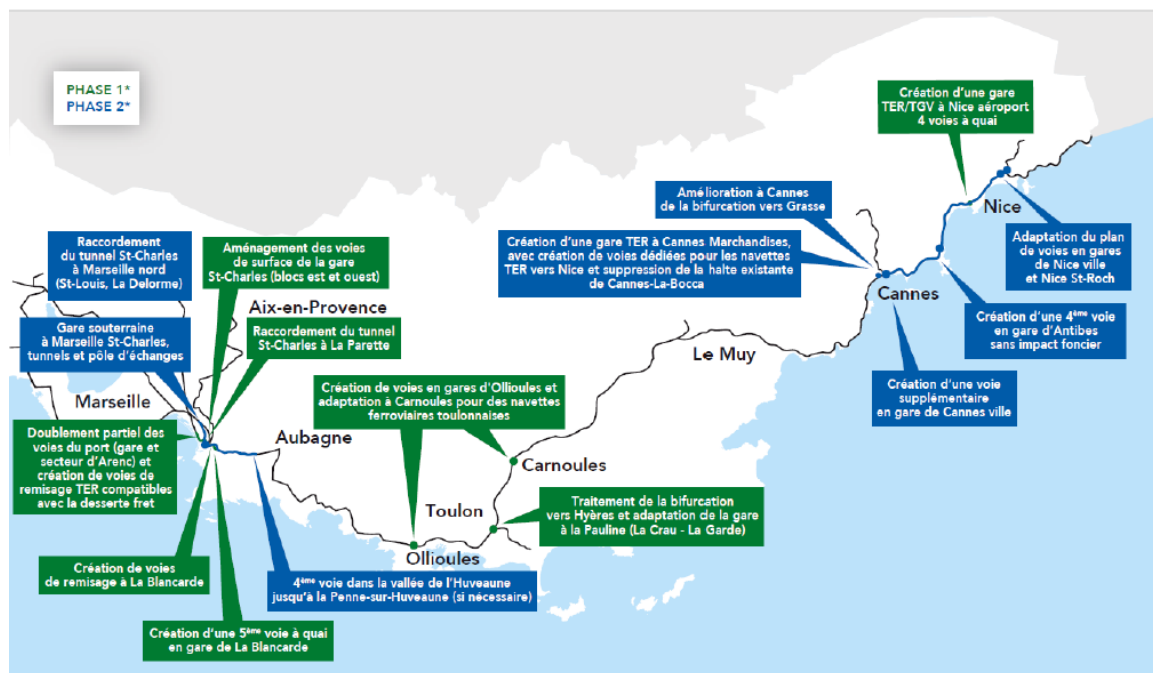 PHASE 1*
PHASE 2*
Création d'une gare
TER/TGV à Nice aéroport
4 voies à quai
Amélioration à Cannes
de la bifurcation vers Grasse
Nice
Raccordement
du tunnel St-Charles
à Marseille nord
(St-Louis, La Delorme)
Aménagement des voies
de surface de la gare
St-Charles (blocs est et ouest)
Création d'une gare TER à Cannes Marchandises,
avec création de voies dédiées pour les navettes
TER vers Nice et suppression de la halte existante
de Cannes-La-Bocca
Adaptation du plan
de voies en gares
de Nice ville
et Nice St-Roch
Cannes
Aix-en-Provence
Gare souterraine
à Marseille St-Charles,
tunnels et pôle d'échanges
Raccordement du tunnel
St-Charles à La Parette
Création d'une 4ème voie
en gare d'Antibes
sans impact foncier
Le Muy
Création d'une voie
supplémentaire
en gare de Cannes ville
Marseille
Création de voies en gares d'Ollioules et
adaptation à Carnoules pour des navettes
ferroviaires toulonnaises
Doublement partiel des
voies du port (gare et
secteur d'Arenc) et
création de voies de
remisage TER compatibles
avec la desserte fret
Aubagne
Carnoules
Toulon
Traitement de la bifurcation
vers Hyères et adaptation de la gare
à la Pauline (La Crau - La Garde)
Ollioules
Création de voies
de remisage à La Blancarde
4ème voie dans la vallée de l'Huveaune
jusqu'à la Penne-sur-Huveaune (si nécessaire)
Création d'une 5ème voie à quai
en gare de La Blancarde